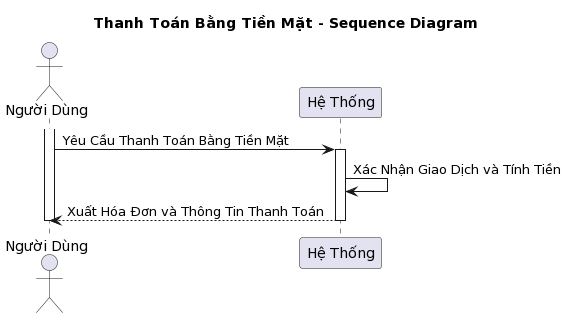 Thanh Toán Bằng Tiền Mặt - Sequence Diagram
Người Dùng
Hệ Thống
Yêu Cầu Thanh Toán Bằng Tiền Mặt
Xác Nhận Giao Dịch và Tính Tiền
Xuất Hóa Đơn và Thông Tin Thanh Toán
Người Dùng
Hệ Thống